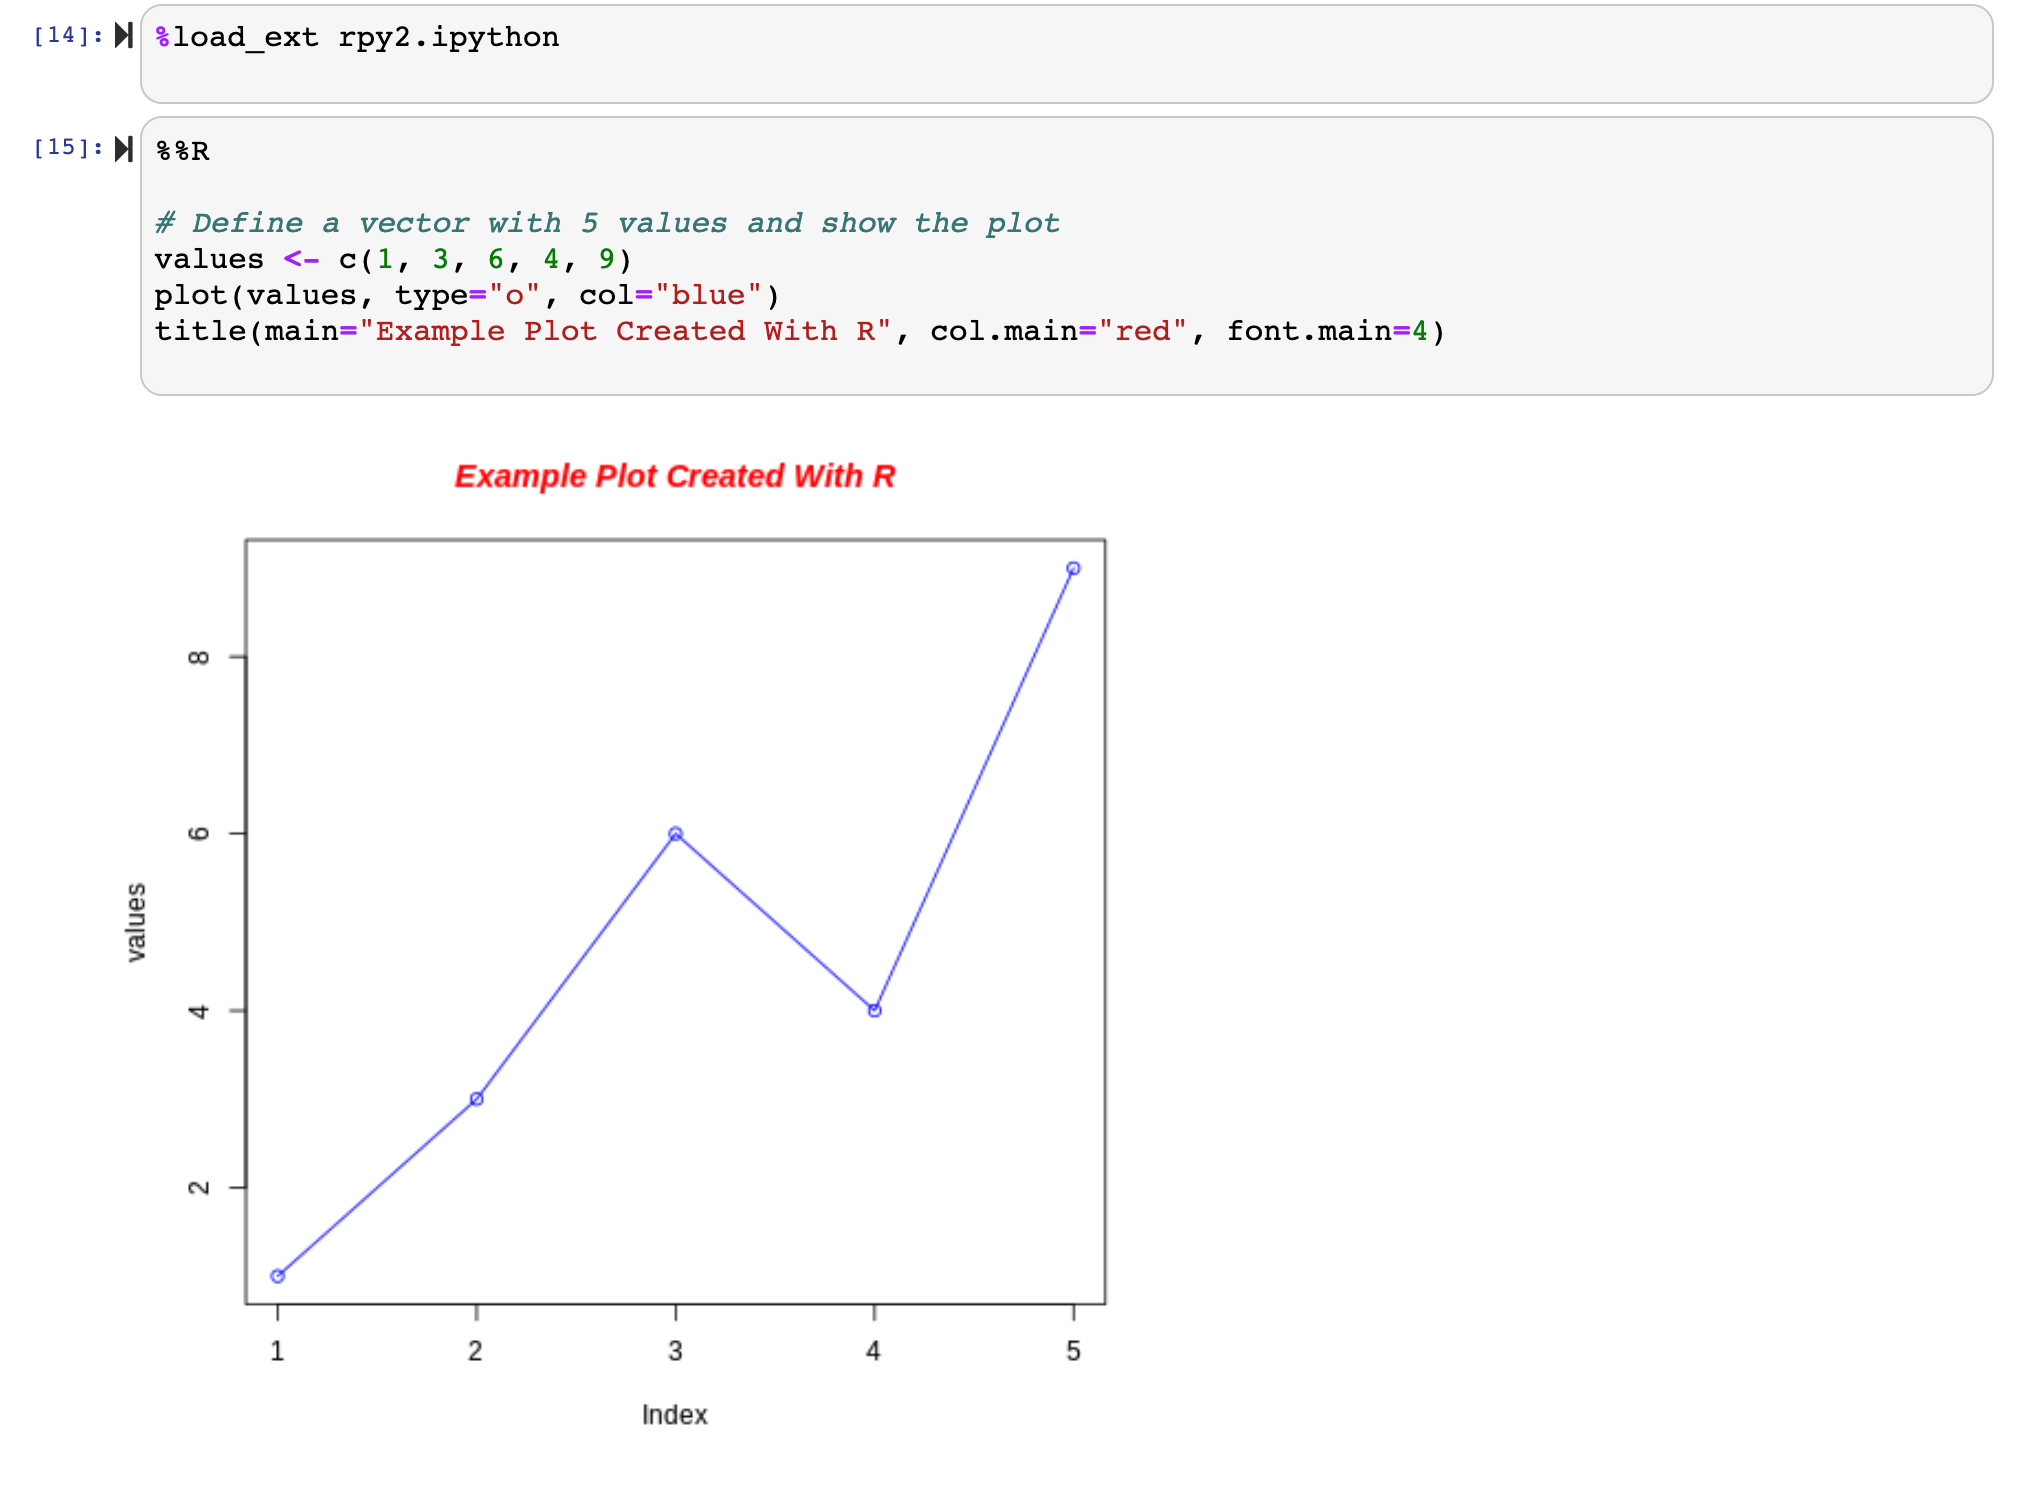 [14]: %load_ext rpy2.ipython
[15]: %%R
# Define a vector with 5 values and show the plot
values <- c(1, 3, 6, 4, 9)
plot(values, type="o", col="blue")
title(main="Example Plot Created With R", col.main="red", font.main=4)
Example Plot Created With R
8
6
4
2
values
1 2 3 4 5
Index